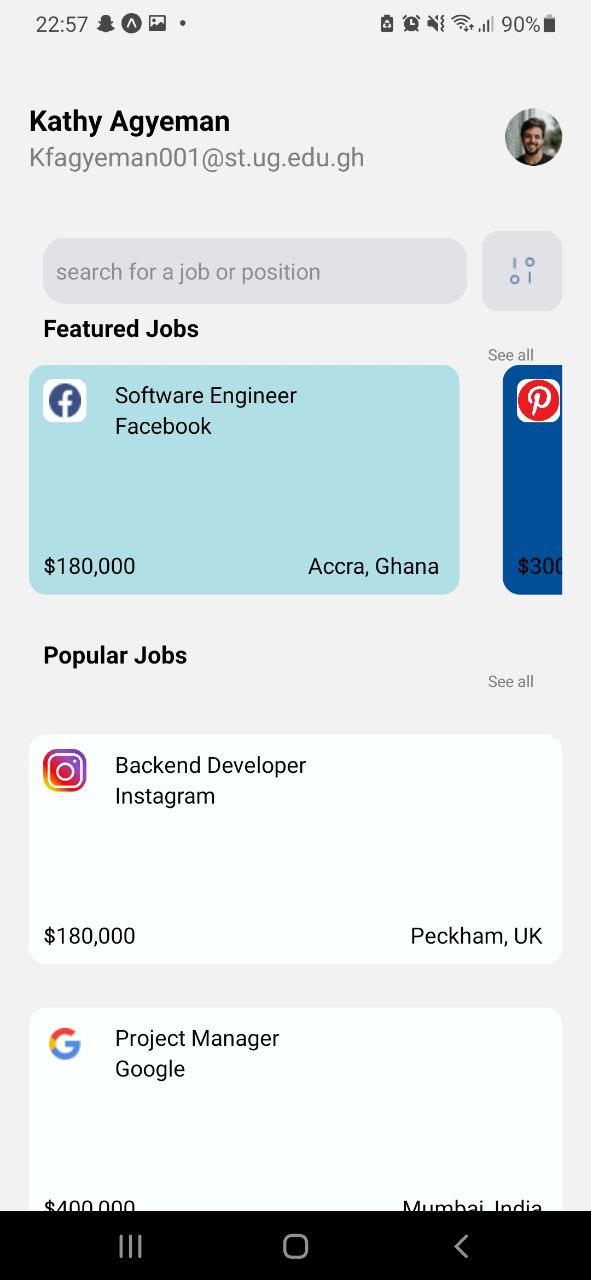 22:57
90%
Kathy Agyeman
Kfagyeman001@st.ug.edu.gh
search for a job or position
Featured Jobs
See all
Software Engineer
Facebook
$180,000
Accra, Ghana
$300
Popular Jobs
See all
Backend Developer
Instagram
$180,000
Peckham, UK
Project Manager
Google
$400,000
Mumbai, India